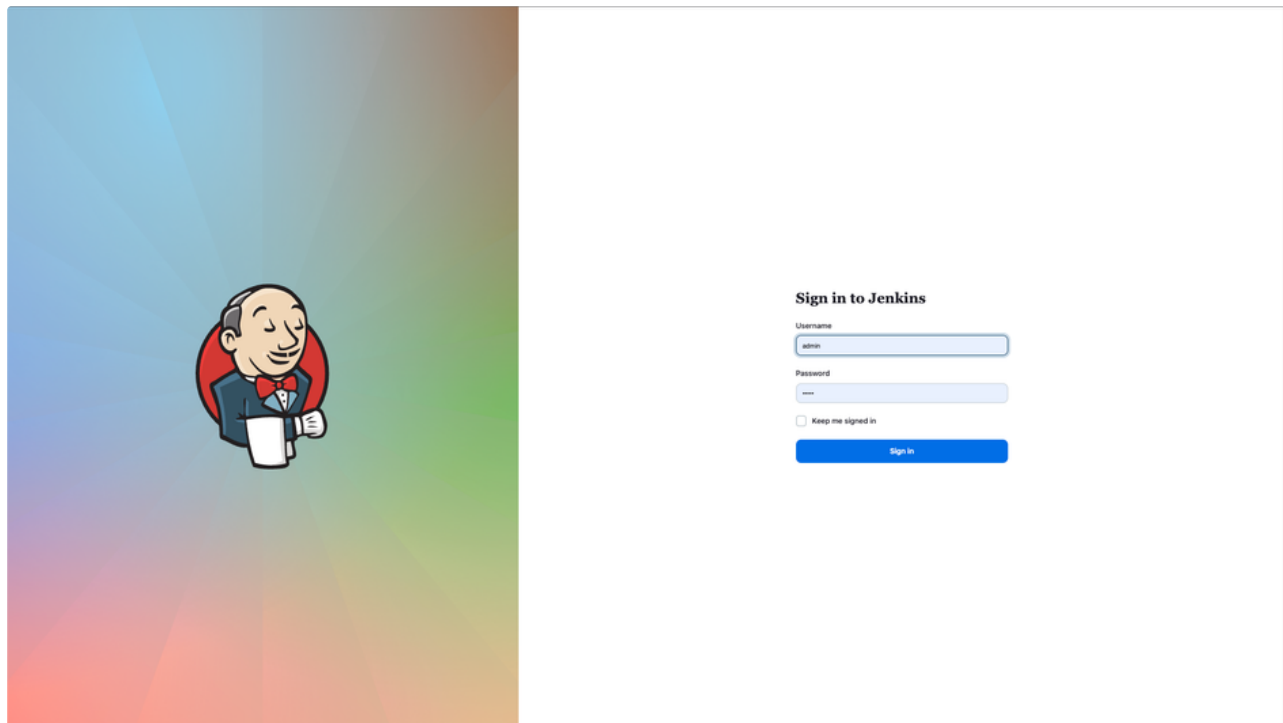 Sign in to Jenkins
Username
admin
Password
•••••
Keep me signed in
Sign in